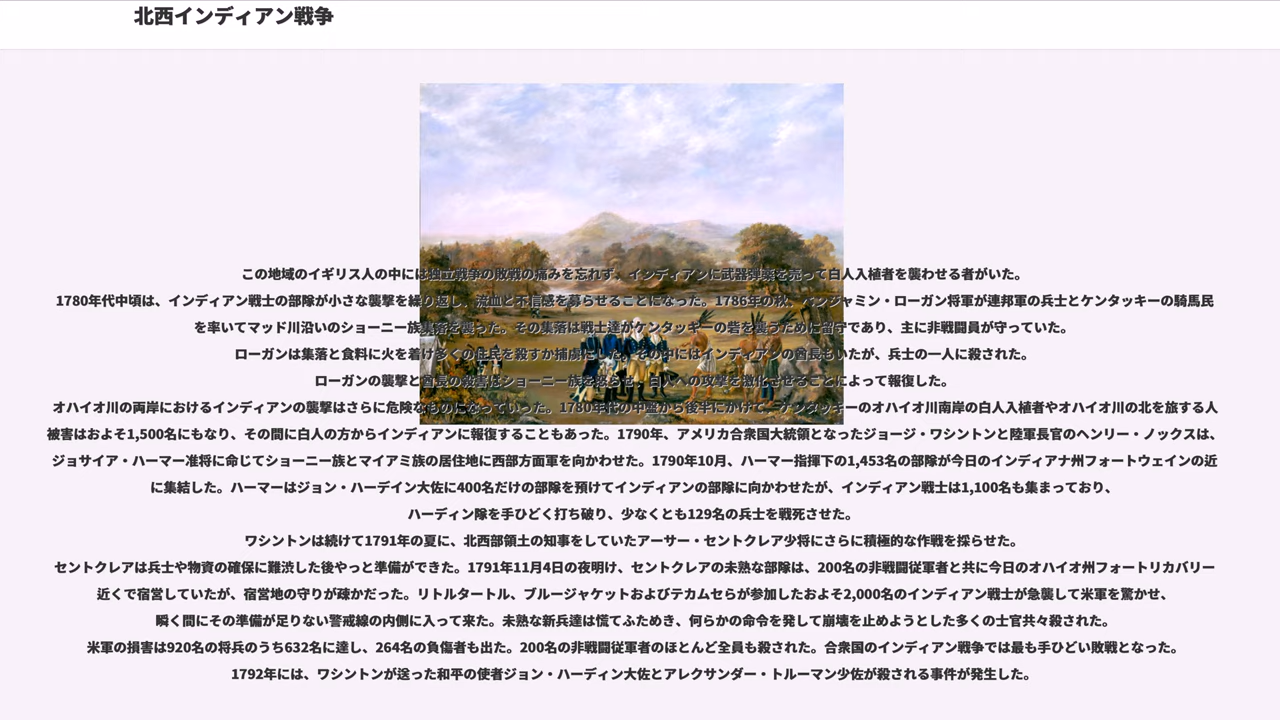 北西インディアン戦争
この地域のイギリス人の中には独立戦争の敗戦の痛みを忘れず、インディアンに武器弾薬を売って白人入植者を襲わせる者がいた。
1780年代中頃は、インディアン戦士の部隊が小さな襲撃を繰り返し、流血と不信感を募らせることになった。1786年の秋、ベンジャミン・ローガン将軍が連邦軍の兵士とケンタッキーの騎馬民
を率いてマッド川沿いのショーニー族集落を襲った。その集落は戦士達がケンタッキーの砦を襲うために留守であり、主に非戦闘員が守っていた。
ローガンは集落と食料に火を着け多くの住民を殺すか捕虜にした。その中にはインディアンの酋長もいたが、兵士の一人に殺された。
ローガンの襲撃と酋長の殺害はショーニー族を怒らせ、白人への攻撃を激化させることによって報復した。
オハイオ川の両岸におけるインディアンの襲撃はさらに危険なものになっていった。1780年代の中盤から後半にかけて、ケンタッキーのオハイオ川南岸の白人入植者やオハイオ川の北を旅する人
被害はおよそ1,500名にもなり、その間に白人の方からインディアンに報復することもあった。1790年、アメリカ合衆国大統領となったジョージ・ワシントンと陸軍長官のヘンリー・ノックスは、
ジョサイア・ハーマー准将に命じてショーニー族とマイアミ族の居住地に西部方面軍を向かわせた。1790年10月、ハーマー指揮下の1,453名の部隊が今日のインディアナ州フォートウェインの近
に集結した。ハーマーはジョン・ハーデイン大佐に400名だけの部隊を預けてインディアンの部隊に向かわせたが、インディアン戦士は1,100名も集まっており、
ハーディン隊を手ひどく打ち破り、少なくとも129名の兵士を戦死させた。
ワシントンは続けて1791年の夏に、北西部領土の知事をしていたアーサー・セントクレア少将にさらに積極的な作戦を採らせた。
セントクレアは兵士や物資の確保に難渋した後やっと準備ができた。1791年11月4日の夜明け、セントクレアの未熟な部隊は、200名の非戦闘従軍者と共に今日のオハイオ州フォートリカバリー
近くで宿営していたが、宿営地の守りが疎かだった。リトルタートル、ブルージャケットおよびテカムセらが参加したおよそ2,000名のインディアン戦士が急襲して米軍を驚かせ、
瞬く間にその準備が足りない警戒線の内側に入って来た。未熟な新兵達は慌てふためき、何らかの命令を発して崩壊を止めようとした多くの士官共々殺された。
米軍の損害は920名の将兵のうち632名に達し、264名の負傷者も出た。200名の非戦闘従軍者のほとんど全員も殺された。合衆国のインディアン戦争では最も手ひどい敗戦となった。
1792年には、ワシントンが送った和平の使者ジョン・ハーディン大佐とアレクサンダー・トルーマン少佐が殺される事件が発生した。